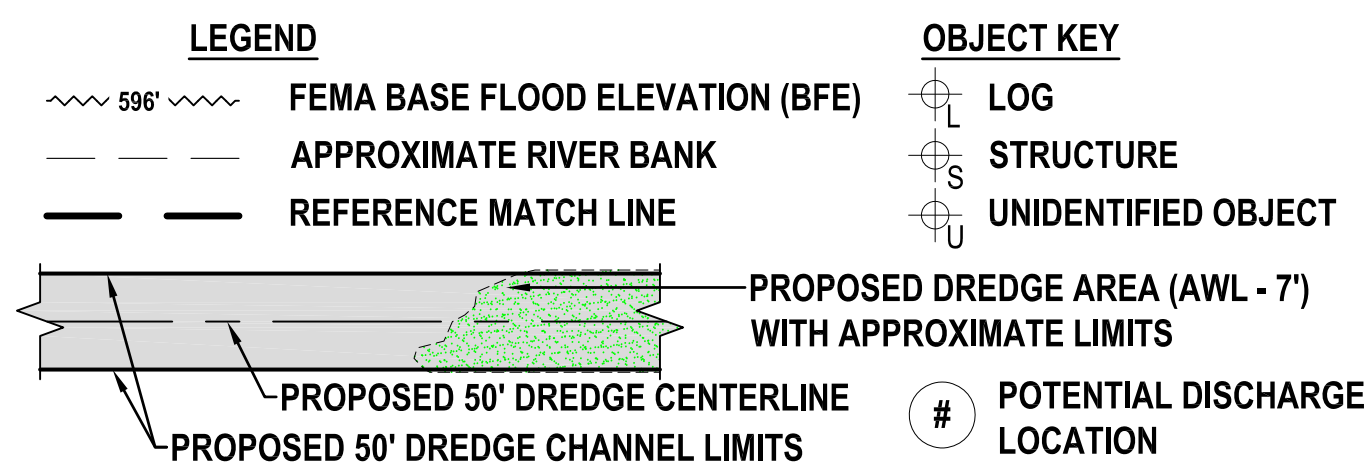 LEGEND
596' FEMA BASE FLOOD ELEVATION (BFE)
APPROXIMATE RIVER BANK
REFERENCE MATCH LINE
OBJECT KEY
L LOG
S STRUCTURE
U UNIDENTIFIED OBJECT
PROPOSED DREDGE AREA (AWL - 7')
WITH APPROXIMATE LIMITS
PROPOSED 50' DREDGE CENTERLINE
PROPOSED 50' DREDGE CHANNEL LIMITS
# POTENTIAL DISCHARGE
LOCATION